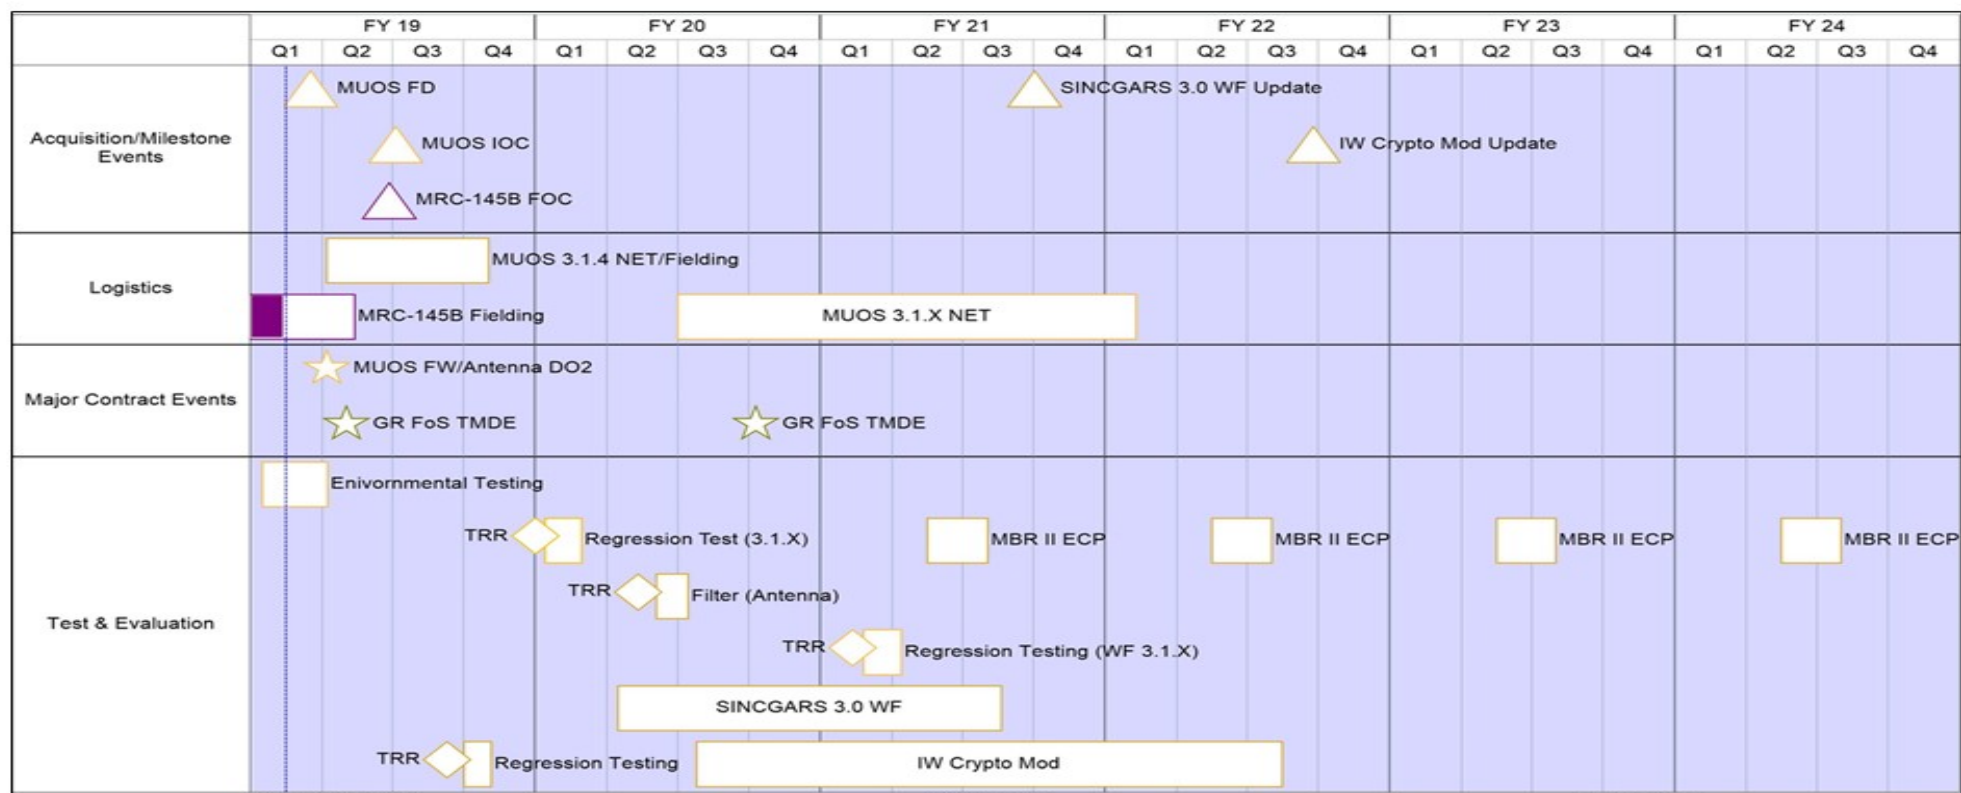 FY 19 FY 20 FY 21 FY 22 FY 23 FY 24
Q1 Q2 Q3 Q4 Q1 Q2 Q3 Q4 Q1 Q2 Q3 Q4 Q1 Q2 Q3 Q4 Q1 Q2 Q3 Q4 Q1 Q2 Q3 Q4
Acquisition/Milestone
Events
MUOS FD SINCGARS 3.0 WF Update
MUOS IOC IW Crypto Mod Update
MRC-145B FOC
Logistics
MUOS 3.1.4 NET/Fielding
MRC-145B Fielding MUOS 3.1.X NET
Major Contract Events
MUOS FW/Antenna DO2
GR FoS TMDE GR FoS TMDE
Test & Evaluation
Enivornmental Testing
TRR Regression Test (3.1.X) MBR II ECP MBR II ECP MBR II ECP MBR II ECP
TRR Filter (Antenna)
TRR Regression Testing (WF 3.1.X)
SINCGARS 3.0 WF
TRR Regression Testing IW Crypto Mod